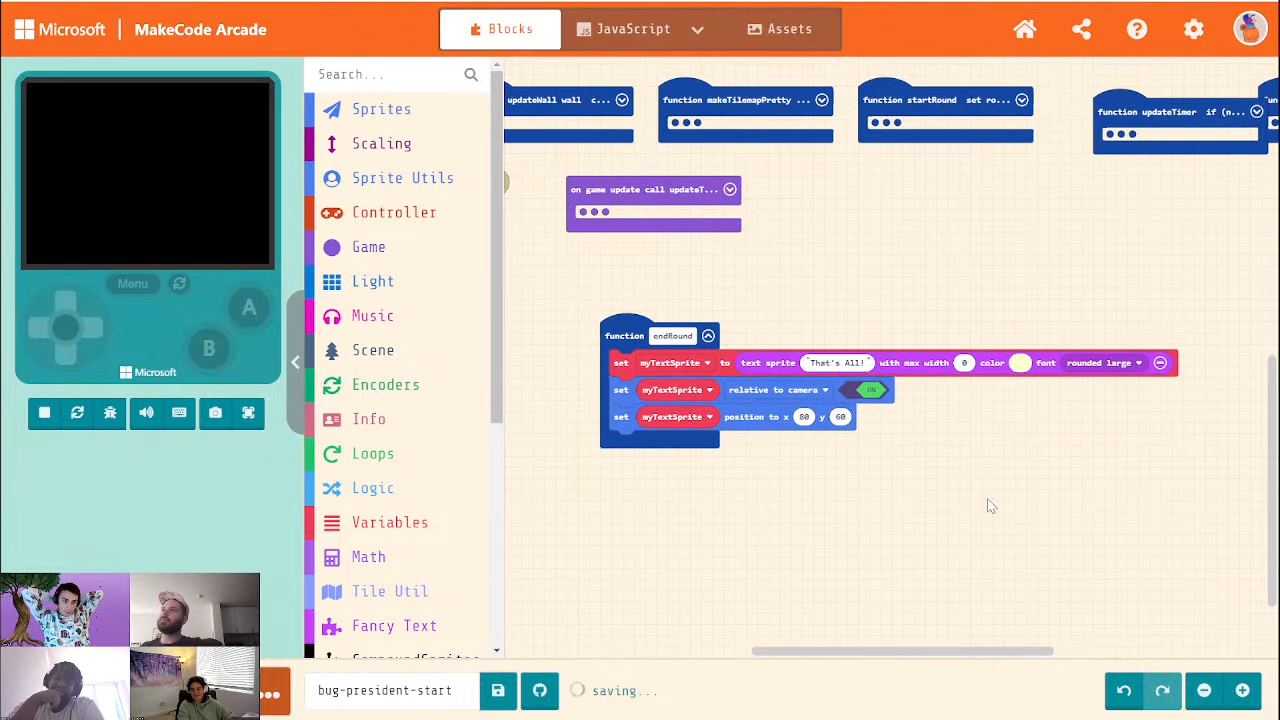 Microsoft | MakeCode Arcade
Blocks
JavaScript
Assets
Menu
A
B
Microsoft
Search...
Sprites
Scaling
Sprite Utils
Controller
Game
Light
Music
Scene
Encoders
Info
Loops
Logic
Variables
Math
Tile Util
Fancy Text
updateWall wall c...
function makeTilemapPretty ...
function startRound set ro...
function updateTimer if (n...
on game update call updateT...
function endRound
set myTextSprite to text sprite "That's All!" with max width 0 color font rounded large
set myTextSprite relative to camera ON
set myTextSprite position to x 80 y 60
bug-president-start
saving...